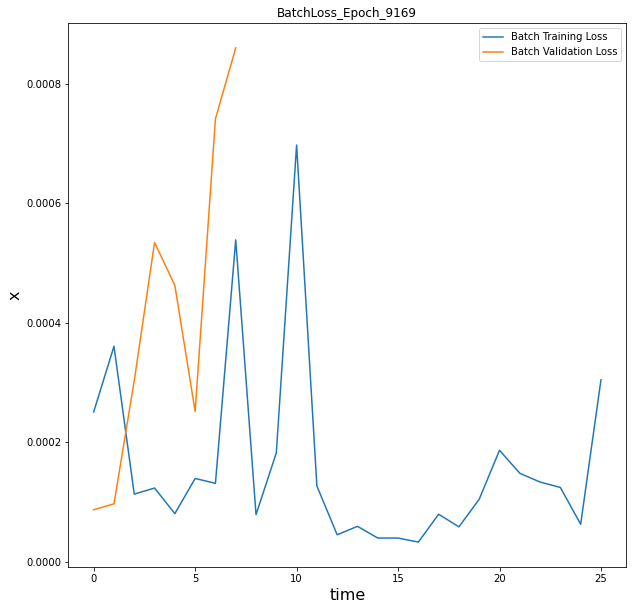 BatchLoss_Epoch_9169
Batch Training Loss
Batch Validation Loss
0.0008
0.0006
0.0004
0.0002
0.0000
x
0 5 10 15 20 25
time